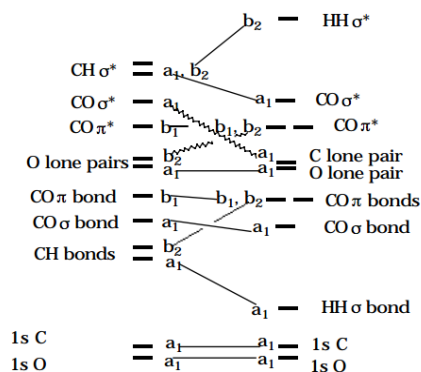 b₂ HH σ*
CH σ* a₁, b₂
CO σ* a₁ a₁ CO σ*
CO π* b₁ b₁, b₂ CO π*
O lone pairs b₂ a₁ C lone pair
a₁ a₁ O lone pair
CO π bond b₁ b₁, b₂ CO π bonds
CO σ bond a₁ a₁ CO σ bond
CH bonds b₂
a₁
a₁ HH σ bond
1s C a₁ a₁ 1s C
1s O a₁ a₁ 1s O